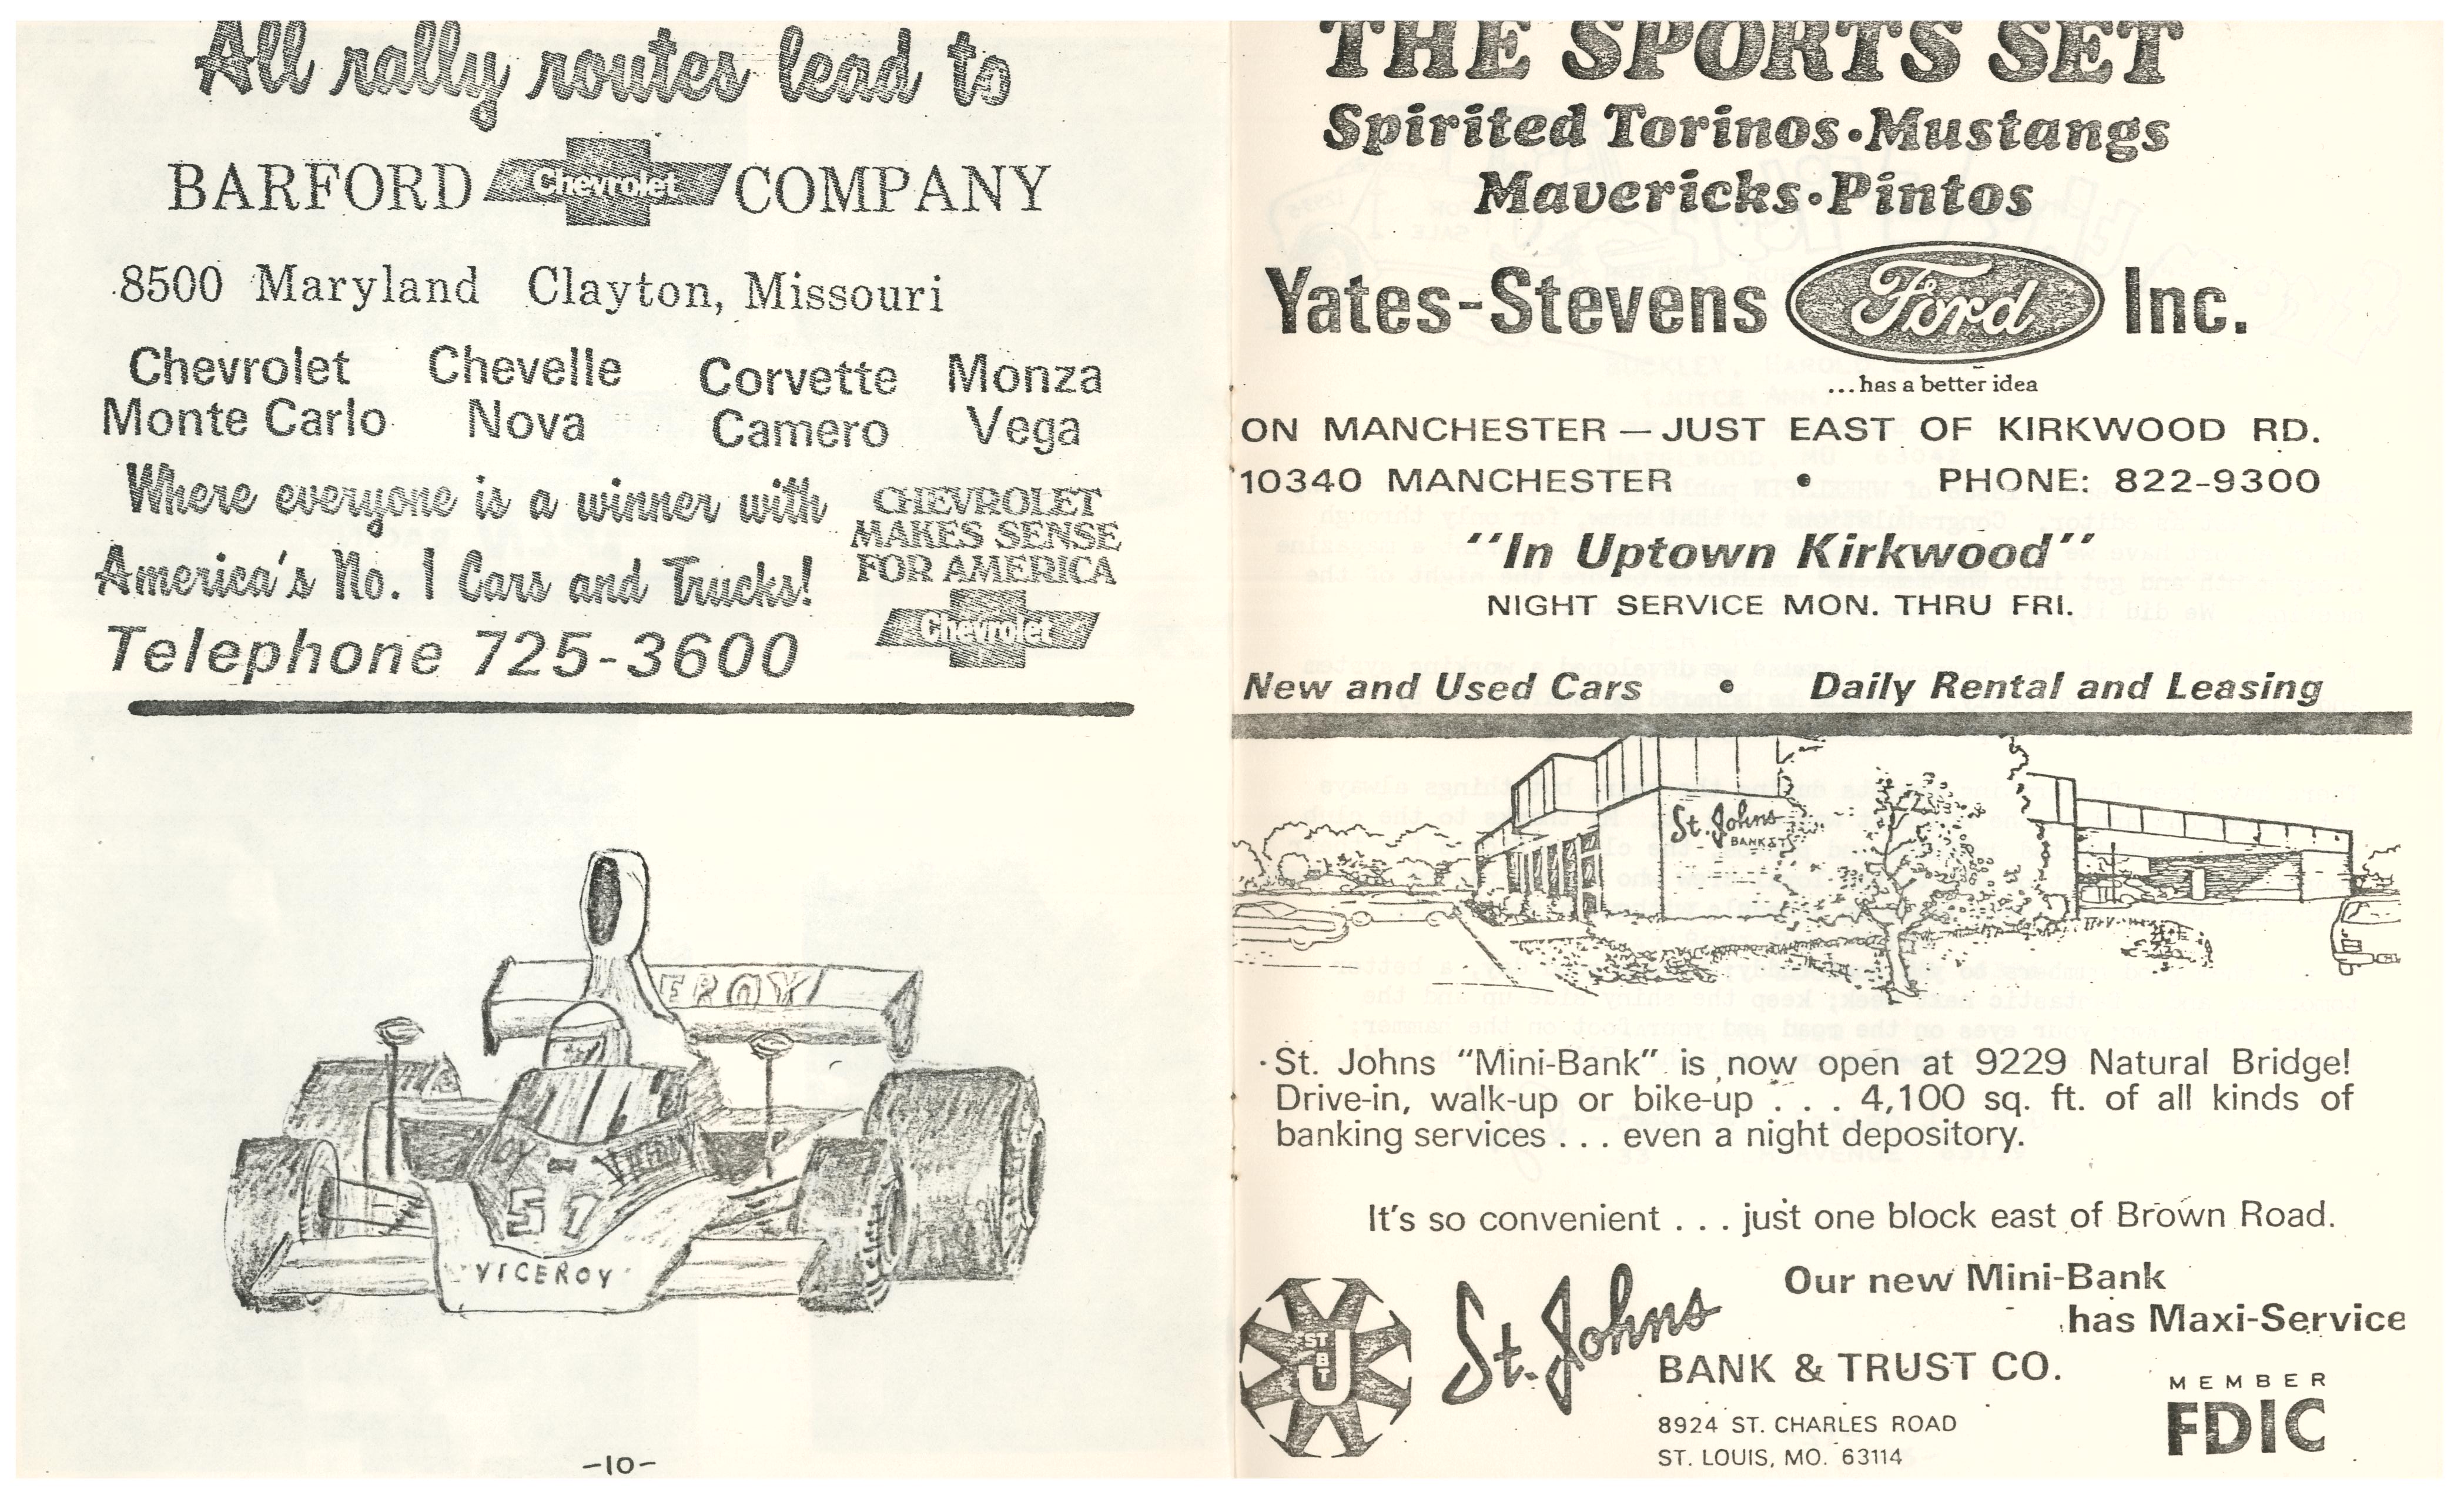 All rally routes lead to
BARFORD Chevrolet COMPANY
8500 Maryland Clayton, Missouri
Chevrolet Chevelle Corvette Monza
Monte Carlo Nova Camero Vega
Where everyone is a winner with
America's No. 1 Cars and Trucks!
CHEVROLET
MAKES SENSE
FOR AMERICA
Chevrolet
Telephone 725-3600
EROY
51
VICEROY
-10-
THE SPORTS SET
Spirited Torinos•Mustangs
Mavericks•Pintos
Yates-Stevens Ford Inc.
...has a better idea
ON MANCHESTER — JUST EAST OF KIRKWOOD RD.
10340 MANCHESTER • PHONE: 822-9300
"In Uptown Kirkwood"
NIGHT SERVICE MON. THRU FRI.
New and Used Cars • Daily Rental and Leasing
St. Johns
BANK & T
St. Johns "Mini-Bank" is now open at 9229 Natural Bridge!
Drive-in, walk-up or bike-up . . . 4,100 sq. ft. of all kinds of
banking services . . . even a night depository.
It's so convenient . . . just one block east of Brown Road.
Our new Mini-Bank
has Maxi-Service
ST
B
T
J
St. Johns
BANK & TRUST CO.
8924 ST. CHARLES ROAD
ST. LOUIS, MO. 63114
MEMBER
FDIC